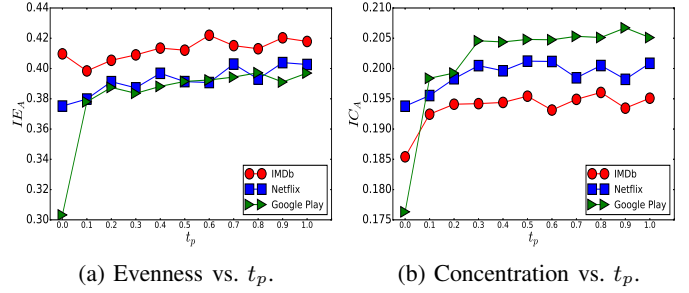 0.44
0.42
0.40
0.38
0.36
0.34
0.32
0.30
IE_A
0.0 0.1 0.2 0.3 0.4 0.5 0.6 0.7 0.8 0.9 1.0
t_p
IMDb
Netflix
Google Play
(a) Evenness vs. t_p.
0.210
0.205
0.200
0.195
0.190
0.185
0.180
0.175
IC_A
0.0 0.1 0.2 0.3 0.4 0.5 0.6 0.7 0.8 0.9 1.0
t_p
IMDb
Netflix
Google Play
(b) Concentration vs. t_p.